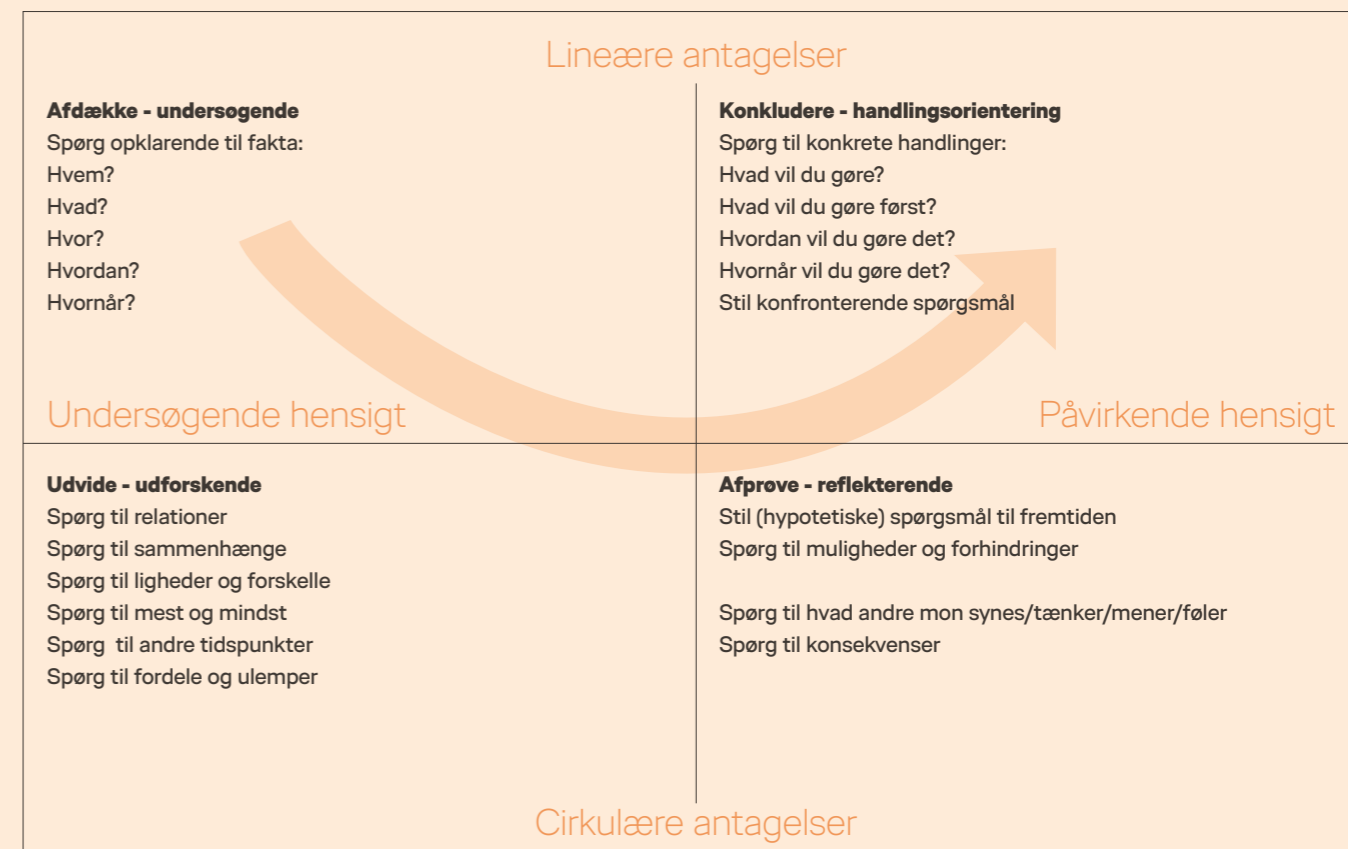 Lineære antagelser
Afdække - undersøgende
Spørg opklarende til fakta:
Hvem?
Hvad?
Hvor?
Hvordan?
Hvornår?
Konkludere - handlingsorientering
Spørg til konkrete handlinger:
Hvad vil du gøre?
Hvad vil du gøre først?
Hvordan vil du gøre det?
Hvornår vil du gøre det?
Stil konfronterende spørgsmål
Undersøgende hensigt
Påvirkende hensigt
Udvide - udforskende
Spørg til relationer
Spørg til sammenhænge
Spørg til ligheder og forskelle
Spørg til mest og mindst
Spørg  til andre tidspunkter
Spørg til fordele og ulemper
Afprøve - reflekterende
Stil (hypotetiske) spørgsmål til fremtiden
Spørg til muligheder og forhindringer
Spørg til hvad andre mon synes/tænker/mener/føler
Spørg til konsekvenser
Cirkulære antagelser